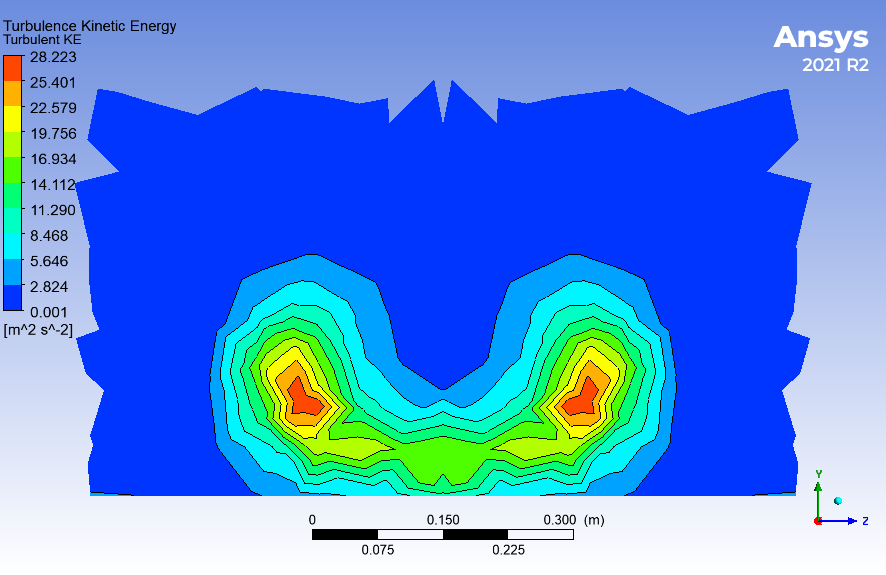 Turbulence Kinetic Energy
Turbulent KE
28.223
25.401
22.579
19.756
16.934
14.112
11.290
8.468
5.646
2.824
0.001
[m^2 s^-2]
Ansys
2021 R2
0 0.150 0.300 (m)
0.075 0.225
Y
Z